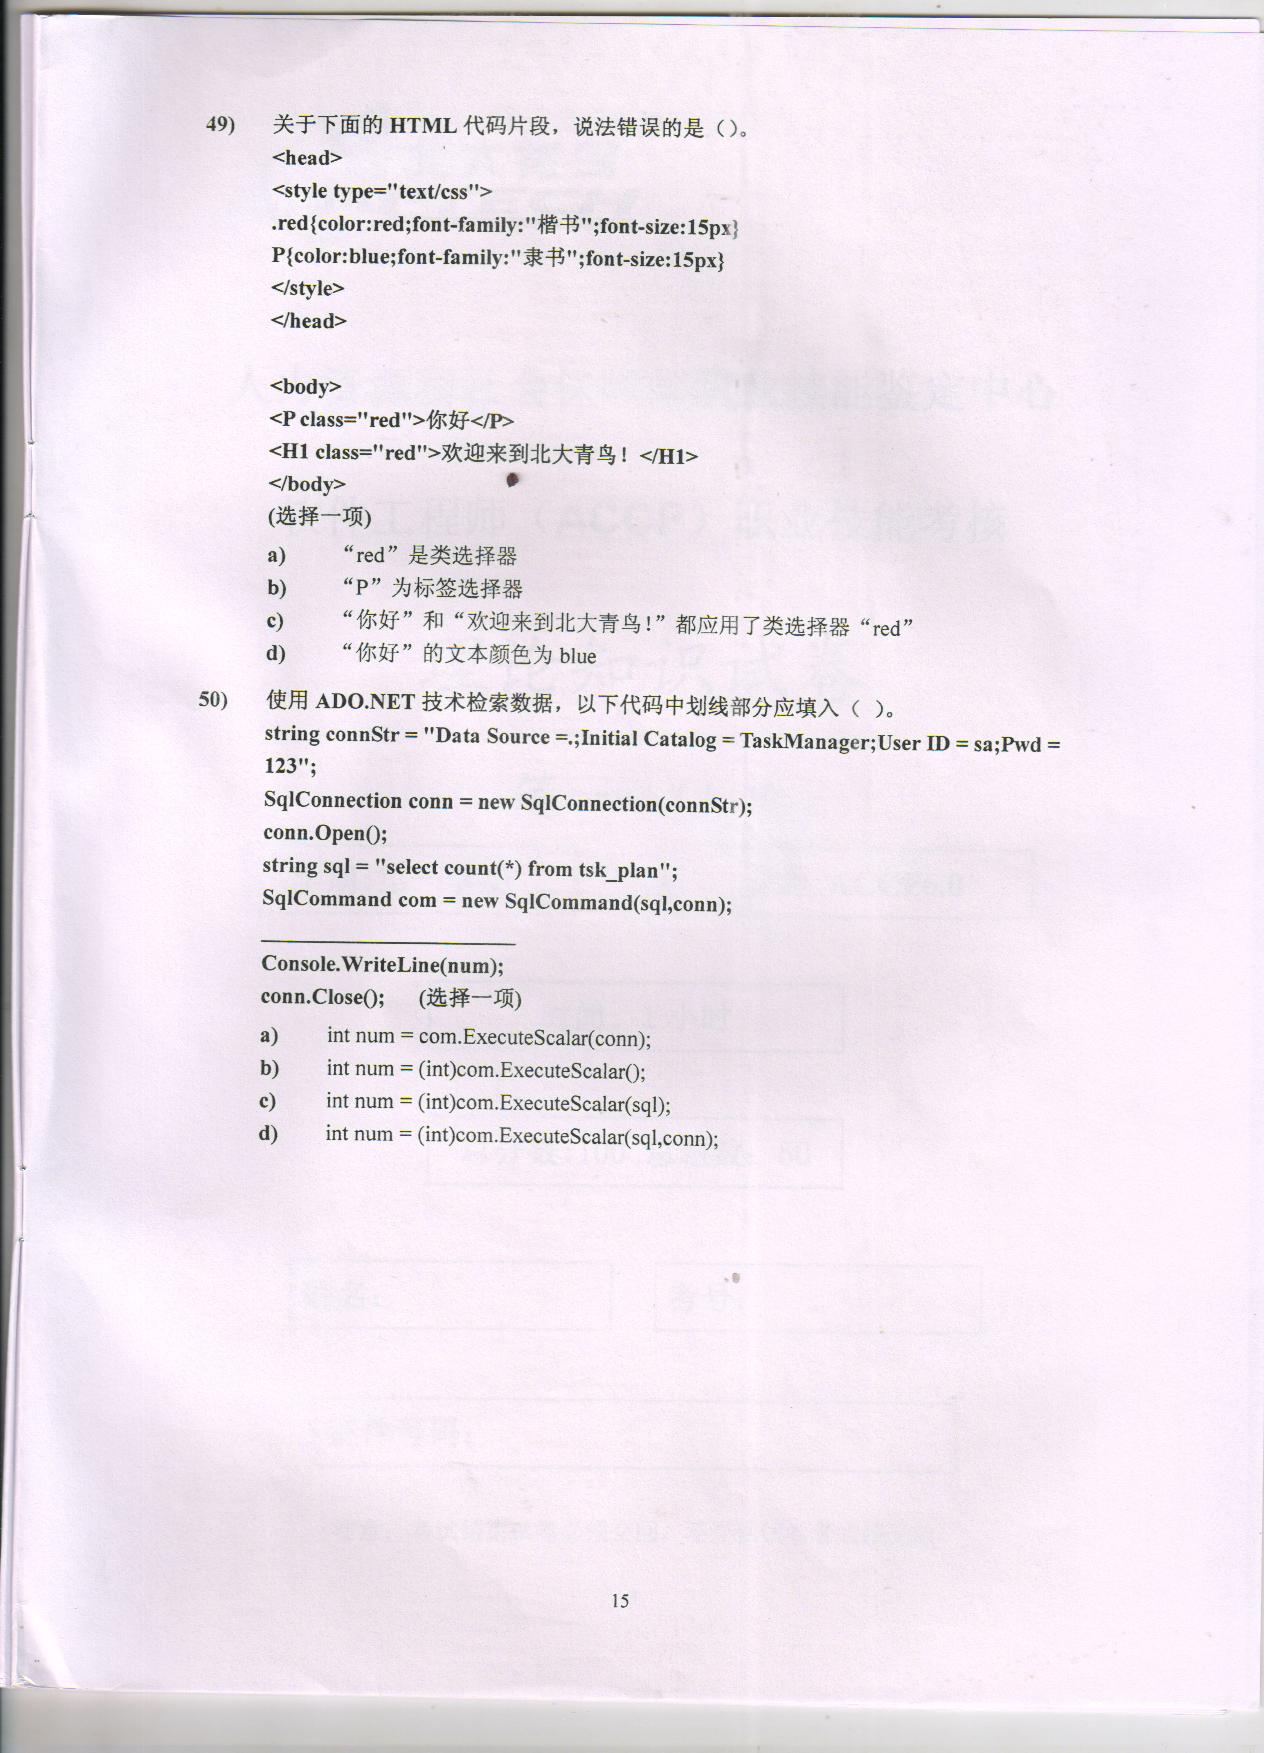 49) 关于下面的 HTML 代码片段，说法错误的是（）。
<head>
<style type="text/css">
.red{color:red;font-family:"楷书";font-size:15px}
P{color:blue;font-family:"隶书";font-size:15px}
</style>
</head>
<body>
<P class="red">你好</P>
<H1 class="red">欢迎来到北大青鸟！</H1>
</body>
(选择一项)
a) “red”是类选择器
b) “P”为标签选择器
c) “你好”和“欢迎来到北大青鸟!”都应用了类选择器“red”
d) “你好”的文本颜色为 blue
50) 使用 ADO.NET 技术检索数据，以下代码中划线部分应填入（ ）。
string connStr = "Data Source =.;Initial Catalog = TaskManager;User ID = sa;Pwd =
123";
SqlConnection conn = new SqlConnection(connStr);
conn.Open();
string sql = "select count(*) from tsk_plan";
SqlCommand com = new SqlCommand(sql,conn);
Console.WriteLine(num);
conn.Close(); (选择一项)
a) int num = com.ExecuteScalar(conn);
b) int num = (int)com.ExecuteScalar();
c) int num = (int)com.ExecuteScalar(sql);
d) int num = (int)com.ExecuteScalar(sql,conn);
15